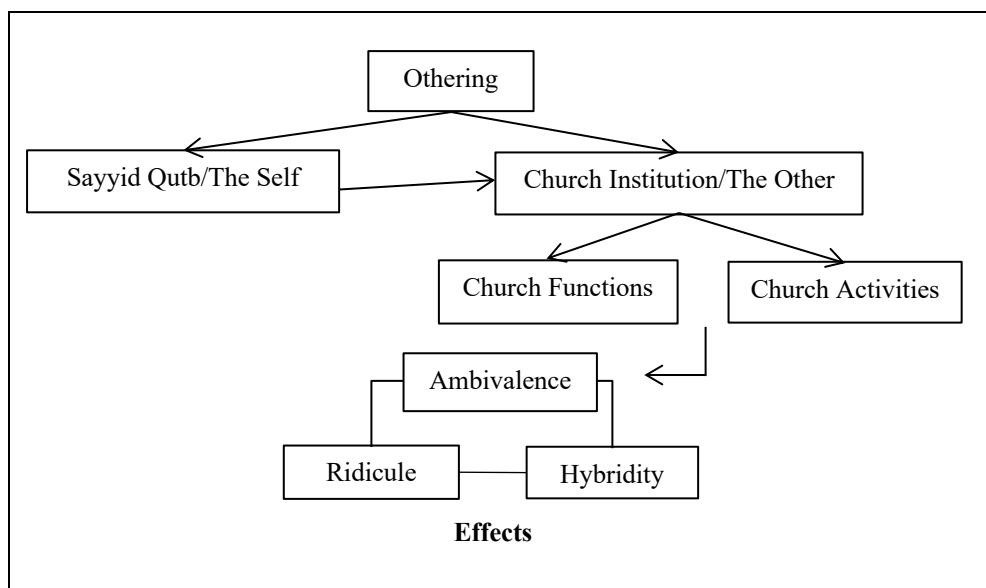 Othering
Sayyid Qutb/The Self
Church Institution/The Other
Church Functions
Church Activities
Ambivalence
Ridicule
Hybridity
Effects